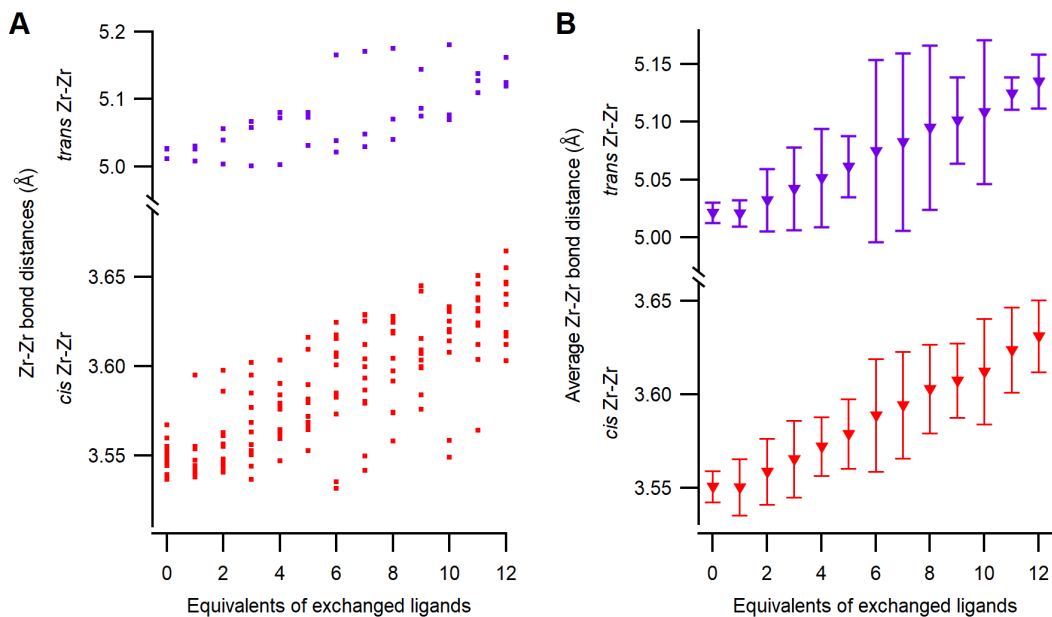 A
Zr-Zr bond distances (Å)
trans Zr-Zr
cis Zr-Zr
5.2
5.1
5.0
3.65
3.60
3.55
0 2 4 6 8 10 12
Equivalents of exchanged ligands
B
Average Zr-Zr bond distance (Å)
trans Zr-Zr
cis Zr-Zr
5.15
5.10
5.05
5.00
3.65
3.60
3.55
0 2 4 6 8 10 12
Equivalents of exchanged ligands